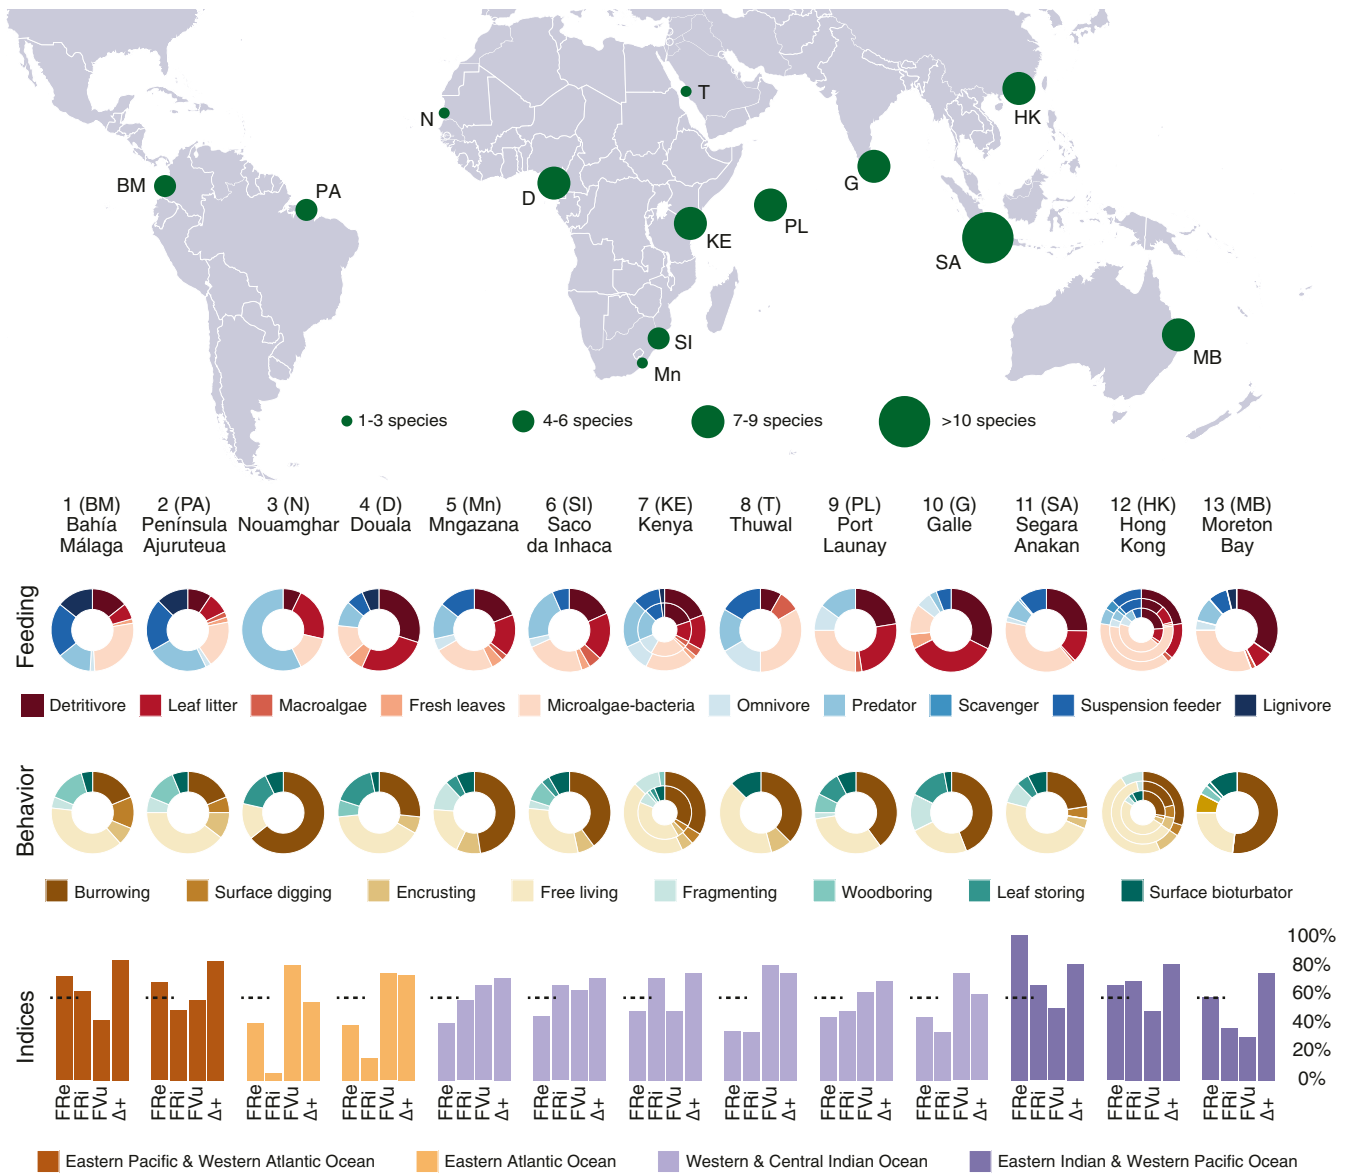 T
N
HK
BM
PA
G
D
KE
PL
SA
SI
Mn
MB
1-3 species
4-6 species
7-9 species
>10 species
1 (BM)
Bahía
Málaga
2 (PA)
Península
Ajuruteua
3 (N)
Nouamghar
4 (D)
Douala
5 (Mn)
Mngazana
6 (SI)
Saco
da Inhaca
7 (KE)
Kenya
8 (T)
Thuwal
9 (PL)
Port
Launay
10 (G)
Galle
11 (SA)
Segara
Anakan
12 (HK)
Hong
Kong
13 (MB)
Moreton
Bay
Feeding
Detritivore
Leaf litter
Macroalgae
Fresh leaves
Microalgae-bacteria
Omnivore
Predator
Scavenger
Suspension feeder
Lignivore
Behavior
Burrowing
Surface digging
Encrusting
Free living
Fragmenting
Woodboring
Leaf storing
Surface bioturbator
Indices
100%
80%
60%
40%
20%
0%
FRe FRi FVu Δ+
FRe FRi FVu Δ+
FRe FRi FVu Δ+
FRe FRi FVu Δ+
FRe FRi FVu Δ+
FRe FRi FVu Δ+
FRe FRi FVu Δ+
FRe FRi FVu Δ+
FRe FRi FVu Δ+
FRe FRi FVu Δ+
FRe FRi FVu Δ+
FRe FRi FVu Δ+
FRe FRi FVu Δ+
Eastern Pacific & Western Atlantic Ocean
Eastern Atlantic Ocean
Western & Central Indian Ocean
Eastern Indian & Western Pacific Ocean